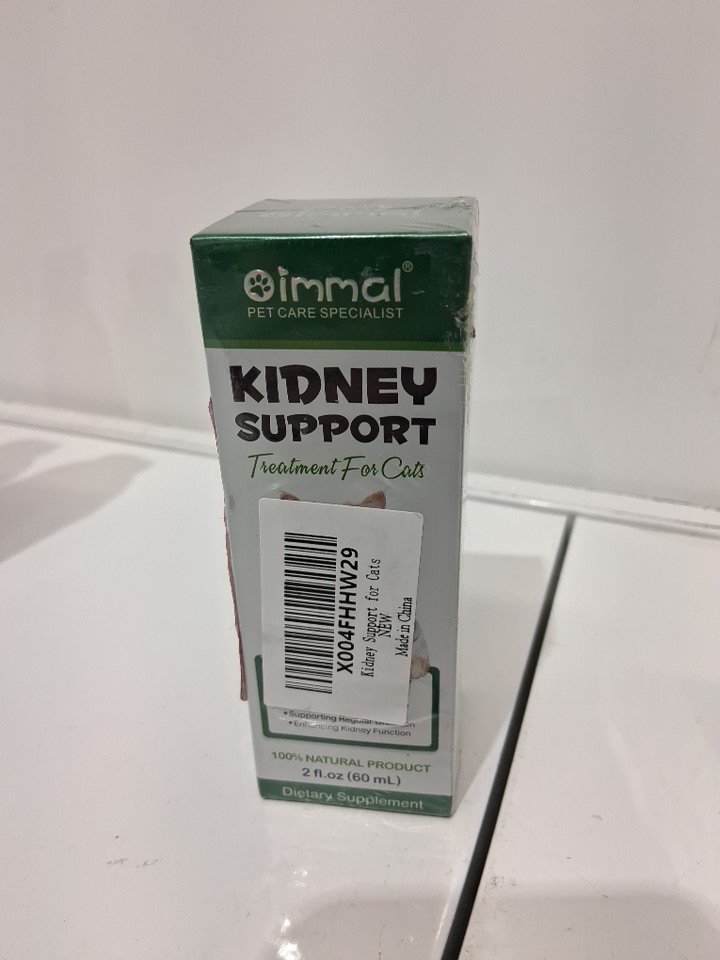 immal®
PET CARE SPECIALIST
KIDNEY
SUPPORT
Treatment For Cats
X004FHHW29
Kidney Support for Cats
NEW
Made in China
•Supporting Regular
•Enhancing Kidney Function
100% NATURAL PRODUCT
2 fl.oz (60 mL)
Dietary Supplement